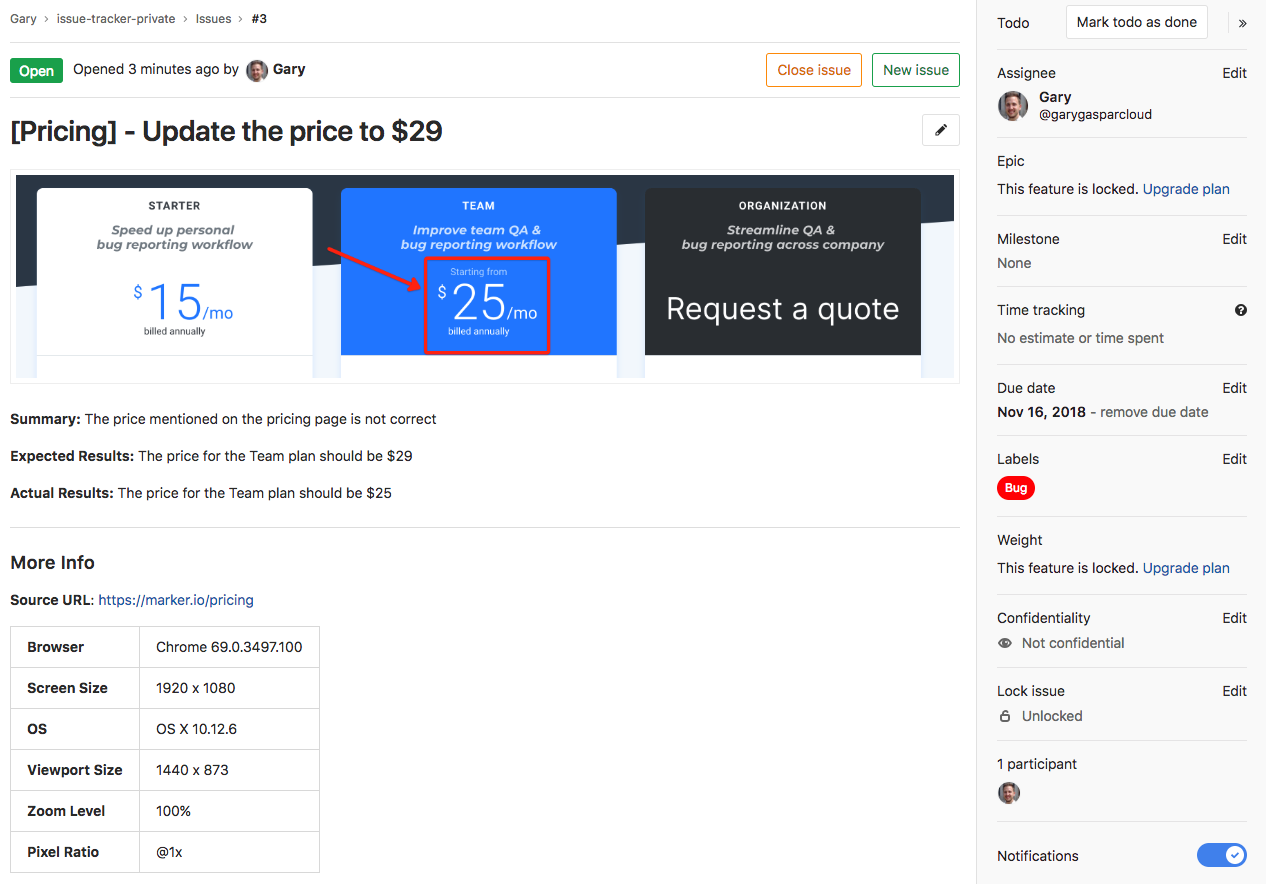 Gary › issue-tracker-private › Issues › #3
Open Opened 3 minutes ago by Gary
Close issue
New issue
[Pricing] - Update the price to $29
STARTER
Speed up personal
bug reporting workflow
$15/mo
billed annually
TEAM
Improve team QA &
bug reporting workflow
Starting from
$25/mo
billed annually
ORGANIZATION
Streamline QA &
bug reporting across company
Request a quote
Summary: The price mentioned on the pricing page is not correct
Expected Results: The price for the Team plan should be $29
Actual Results: The price for the Team plan should be $25
More Info
Source URL: https://marker.io/pricing
Browser Chrome 69.0.3497.100
Screen Size 1920 x 1080
OS OS X 10.12.6
Viewport Size 1440 x 873
Zoom Level 100%
Pixel Ratio @1x
Todo Mark todo as done »
Assignee Edit
Gary
@garygasparcloud
Epic
This feature is locked. Upgrade plan
Milestone Edit
None
Time tracking ?
No estimate or time spent
Due date Edit
Nov 16, 2018 - remove due date
Labels Edit
Bug
Weight
This feature is locked. Upgrade plan
Confidentiality Edit
Not confidential
Lock issue Edit
Unlocked
1 participant
Notifications